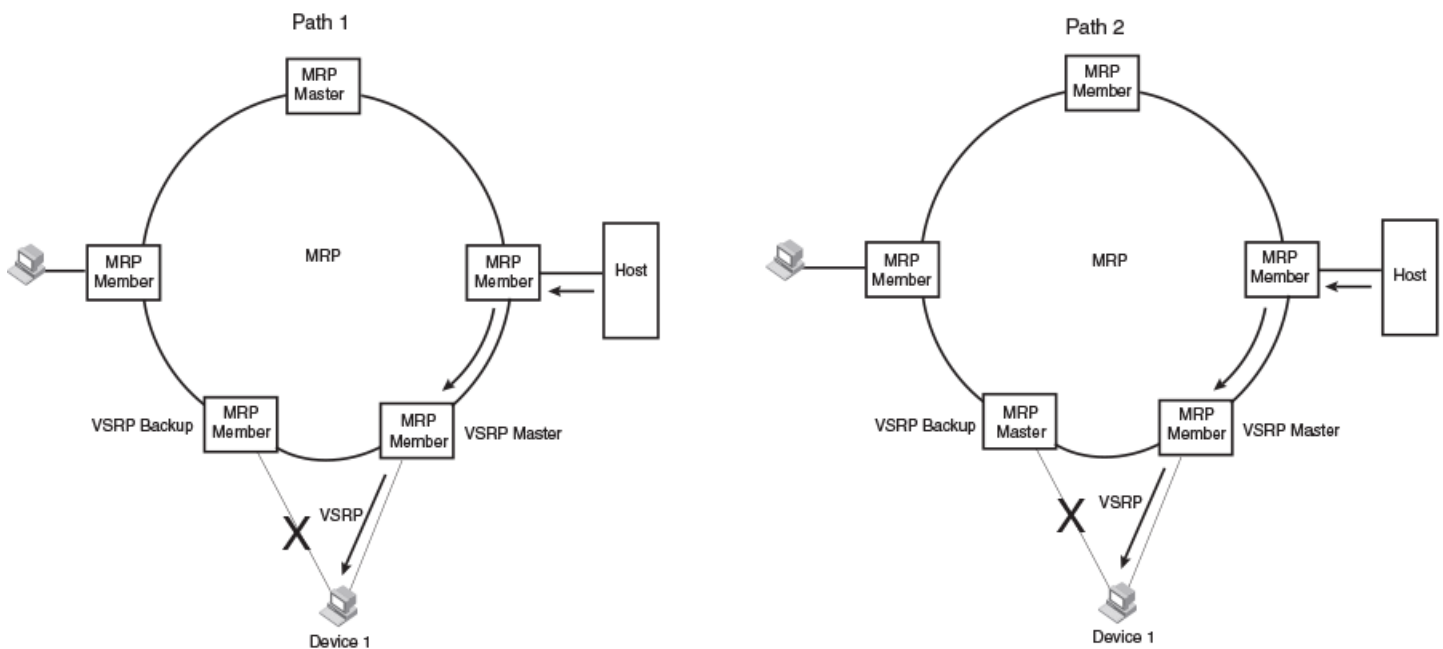 Path 1
MRP
Master
MRP
Member
MRP
MRP
Member
Host
VSRP Backup
MRP
Member
MRP
Member
VSRP Master
VSRP
X
Device 1
Path 2
MRP
Member
MRP
Member
MRP
MRP
Member
Host
VSRP Backup
MRP
Master
MRP
Member
VSRP Master
VSRP
X
Device 1